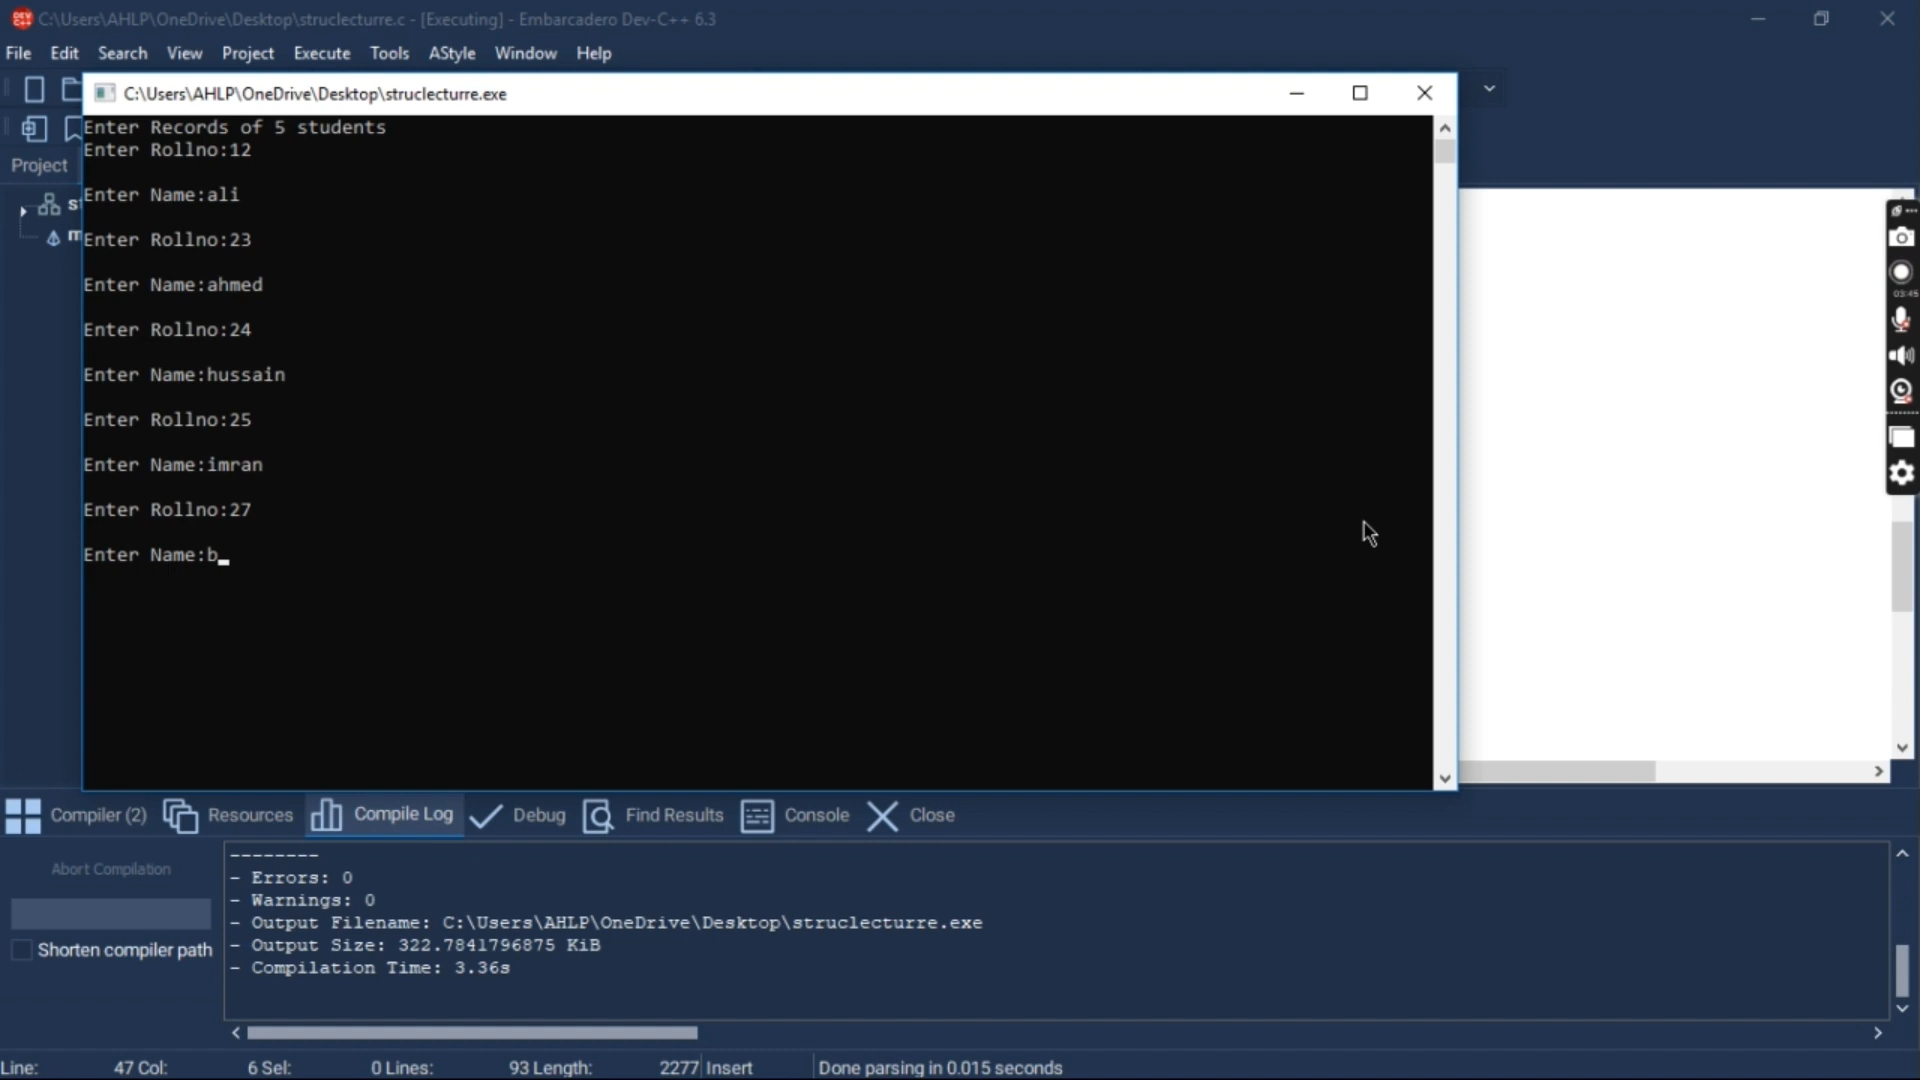 C:\Users\AHLP\OneDrive\Desktop\struclecturre.c - [Executing] - Embarcadero Dev-C++ 6.3
File Edit Search View Project Execute Tools AStyle Window Help
C:\Users\AHLP\OneDrive\Desktop\struclecturre.exe
Enter Records of 5 students
Enter Rollno:12
Project
Enter Name:ali
Enter Rollno:23
Enter Name:ahmed
03:45
Enter Rollno:24
Enter Name:hussain
Enter Rollno:25
Enter Name:imran
Enter Rollno:27
Enter Name:b_
Compiler (2) Resources Compile Log Debug Find Results Console Close
Abort Compilation
Shorten compiler path
--------
- Errors: 0
- Warnings: 0
- Output Filename: C:\Users\AHLP\OneDrive\Desktop\struclecturre.exe
- Output Size: 322.7841796875 KiB
- Compilation Time: 3.36s
Line: 47 Col: 6 Sel: 0 Lines: 93 Length: 2277 Insert Done parsing in 0.015 seconds